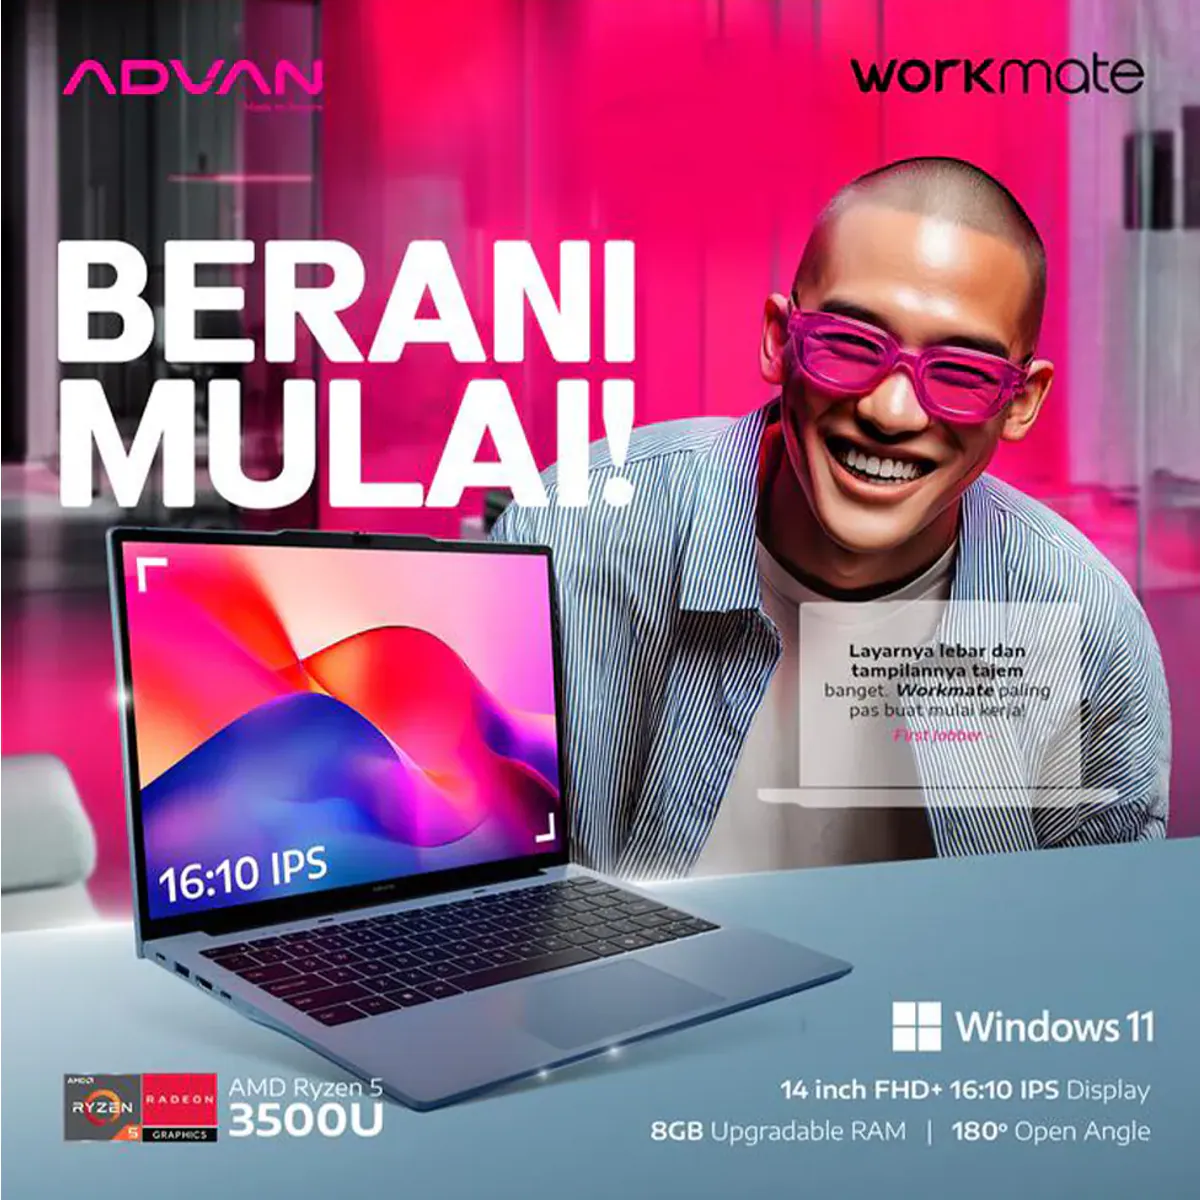 ADVAN
workmate
BERANI
MULAI!
Layarnya lebar dan
tampilannya tajem
banget. Workmate paling
pas buat mulai kerja!
First Jobber -
16:10 IPS
Windows 11
AMD
RYZEN
5
RADEON
GRAPHICS
AMD Ryzen 5
3500U
14 inch FHD+ 16:10 IPS Display
8GB Upgradable RAM | 180° Open Angle